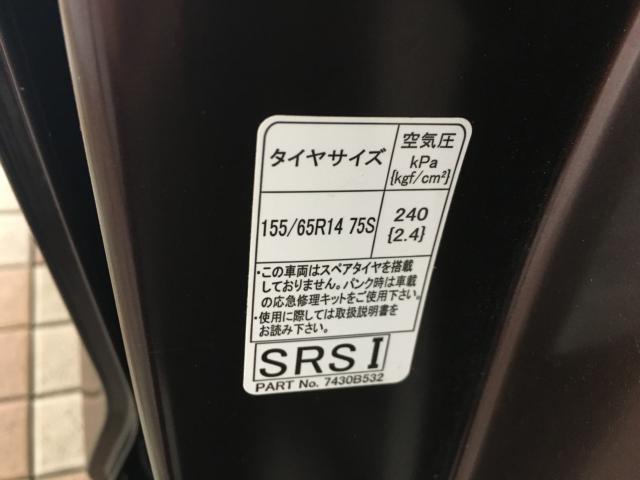 タイヤサイズ
空気圧
kPa
{kgf/cm²}
155/65R14 75S
240
{2.4}
・この車両はスペアタイヤを搭載
しておりません。パンク時は車載
の応急修理キットをご使用下さい。
・使用に際しては取扱説明書を
お読み下さい。
SRS I
PART No. 7430B532